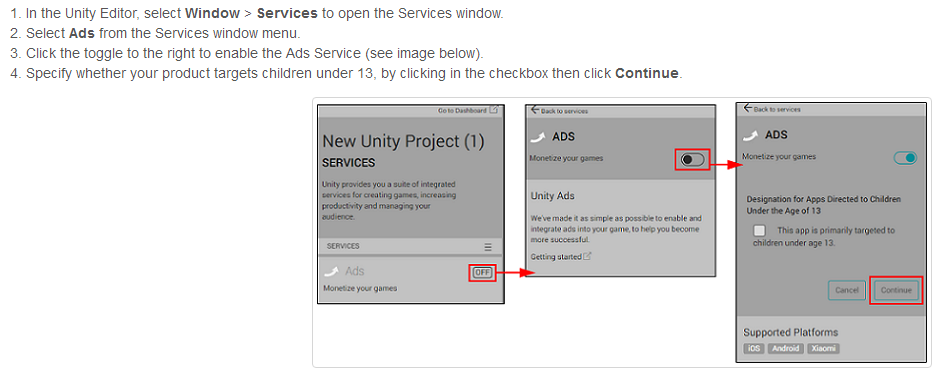 1. In the Unity Editor, select Window > Services to open the Services window.
2. Select Ads from the Services window menu.
3. Click the toggle to the right to enable the Ads Service (see image below).
4. Specify whether your product targets children under 13, by clicking in the checkbox then click Continue.
Go to Dashboard
New Unity Project (1)
SERVICES
Unity provides you a suite of integrated
services for creating games, increasing
productivity and managing your
audience.
SERVICES
Ads
OFF
Monetize your games
Back to services
ADS
Monetize your games
Unity Ads
We've made it as simple as possible to enable and
integrate ads into your game, to help you become
more successful.
Getting started
Back to services
ADS
Monetize your games
Designation for Apps Directed to Children
Under the Age of 13
This app is primarily targeted to
children under age 13.
Cancel
Continue
Supported Platforms
iOS Android Xiaomi